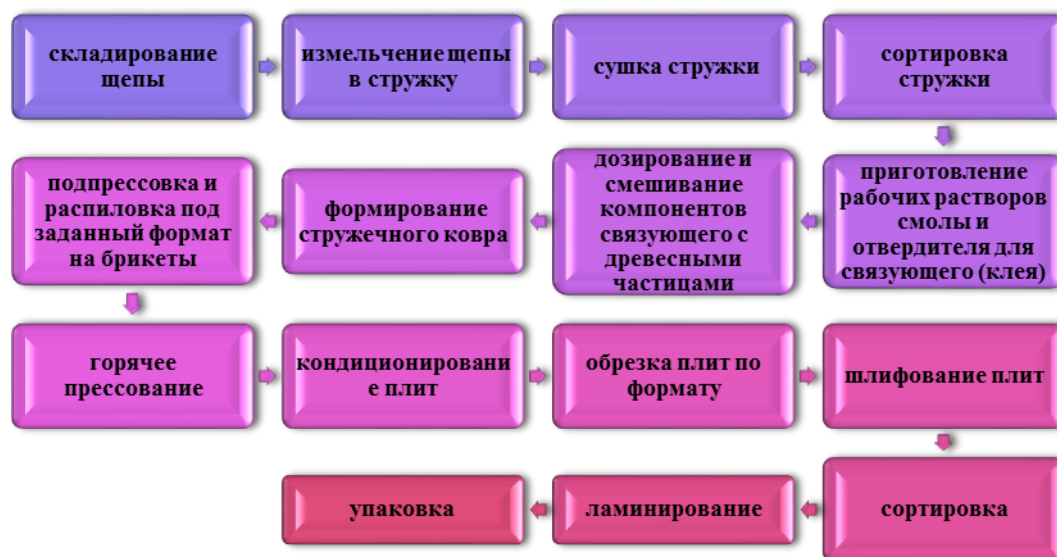 складирование
щепы
измельчение щепы
в стружку
сушка стружки
сортировка
стружки
приготовление
рабочих растворов
смолы и
отвердителя для
связующего (клея)
дозирование и
смешивание
компонентов
связующего с
древесными
частицами
формирование
стружечного ковра
подпрессовка и
распиловка под
заданный формат
на брикеты
горячее
прессование
кондиционировани
е плит
обрезка плит по
формату
шлифование плит
сортировка
ламинирование
упаковка